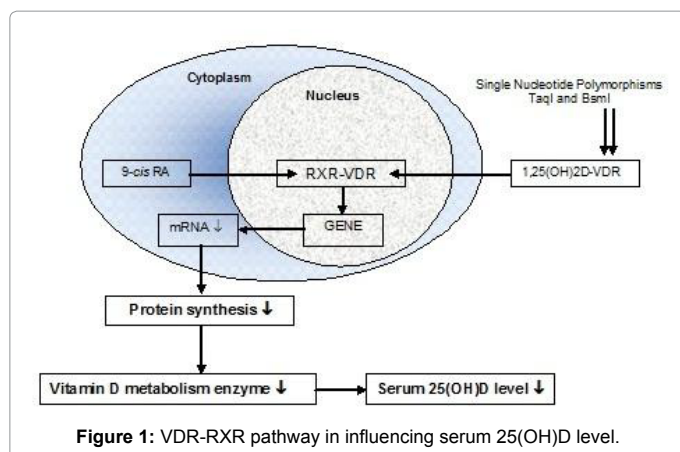 Cytoplasm
Nucleus
Single Nucleotide Polymorphisms
TaqI and BsmI
9-cis RA
RXR-VDR
1,25(OH)2D-VDR
mRNA ↓
GENE
Protein synthesis ↓
Vitamin D metabolism enzyme ↓
Serum 25(OH)D level ↓
Figure 1: VDR-RXR pathway in influencing serum 25(OH)D level.